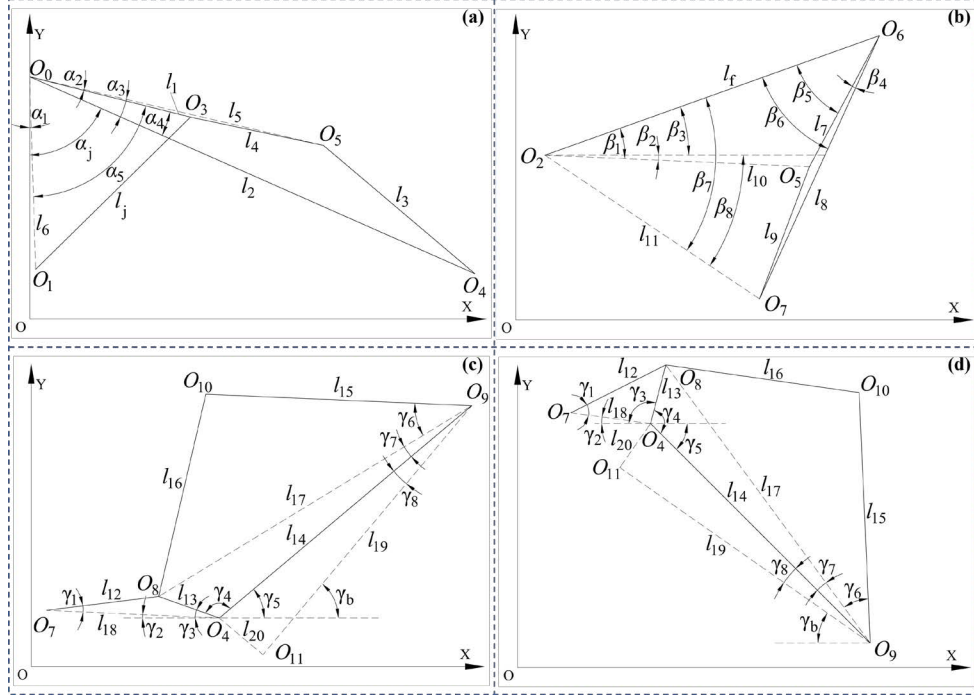 (a)
Y
O₀
α₂
α₃
l₁
O₃
l₅
α₁
αⱼ
α₄
O₅
l₄
α₅
l₂
l₃
lⱼ
l₆
O₁
O₄
X
O
(b)
Y
O₆
l_f
β₄
β₅
β₆
l₇
β₁
β₂
β₃
O₂
O₅
l₁₀
β₇
β₈
l₈
l₁₁
l₉
O₇
X
O
(c)
Y
O₁₀
l₁₅
O₉
γ₆
γ₇
γ₈
l₁₆
l₁₇
l₁₄
l₁₉
O₈
γ₁
l₁₂
l₁₃
γ₄
γ₅
γ_b
O₇
l₁₈
γ₂
γ₃
O₄
l₂₀
O₁₁
X
O
(d)
Y
l₁₂
O₈
l₁₆
O₁₀
γ₁
l₁₈
γ₃
l₁₃
O₇
γ₄
γ₂
l₂₀
O₄
γ₅
O₁₁
l₁₄
l₁₇
l₁₅
l₁₉
γ₈
γ₇
γ₆
γ_b
O₉
X
O